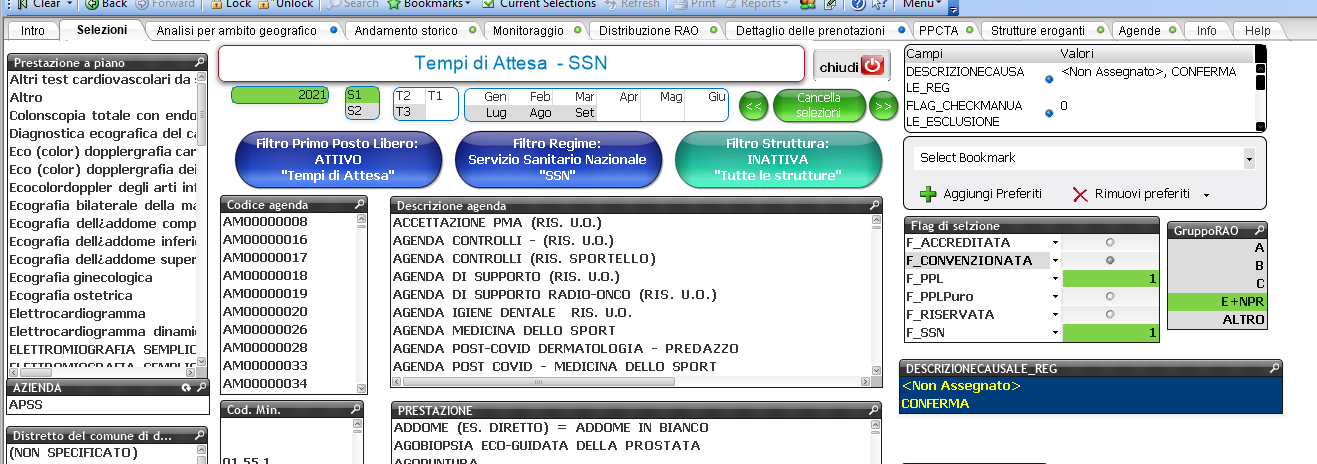 Clear Back Forward Lock Unlock Search Bookmarks Current Selections Refresh Print Reports Menu
Intro Selezioni Analisi per ambito geografico Andamento storico Monitoraggio Distribuzione RAO Dettaglio delle prenotazioni PPCTA Strutture eroganti Agende Info Help
Prestazione a piano
Altri test cardiovascolari da
Altro
Colonscopia totale con endo
Diagnostica ecografica del ca
Eco (color) dopplergrafia car
Eco (color) dopplergrafia dei
Ecocolordoppler degli arti inf
Ecografia bilaterale della ma
Ecografia dell¿addome comp
Ecografia dell¿addome inferio
Ecografia dell¿addome super
Ecografia ginecologica
Ecografia ostetrica
Elettrocardiogramma
Elettrocardiogramma dinami
ELETTROMIOGRAFIA SEMPLIC
ELETTROMIOGRAFIA SEMPLIC
AZIENDA
APSS
Distretto del comune di d...
(NON SPECIFICATO)
Tempi di Attesa - SSN
chiudi
2021
S1
S2
T2 T1
T3
Gen Feb Mar Apr Mag Giu
Lug Ago Set
<<
Cancella
selezioni
>>
Filtro Primo Posto Libero:
ATTIVO
"Tempi di Attesa"
Filtro Regime:
Servizio Sanitario Nazionale
"SSN"
Filtro Struttura:
INATTIVA
"Tutte le strutture"
Codice agenda
AM00000008
AM00000016
AM00000017
AM00000018
AM00000019
AM00000020
AM00000026
AM00000028
AM00000033
AM00000034
Cod. Min.
01.55.1
Descrizione agenda
ACCETTAZIONE PMA (RIS. U.O.)
AGENDA CONTROLLI - (RIS. U.O.)
AGENDA CONTROLLI (RIS. SPORTELLO)
AGENDA DI SUPPORTO (RIS. U.O.)
AGENDA DI SUPPORTO RADIO-ONCO (RIS. U.O.)
AGENDA IGIENE DENTALE RIS. U.O.
AGENDA MEDICINA DELLO SPORT
AGENDA POST-COVID DERMATOLOGIA - PREDAZZO
AGENDA POST COVID - MEDICINA DELLO SPORT
PRESTAZIONE
ADDOME (ES. DIRETTO) = ADDOME IN BIANCO
AGOBIOPSIA ECO-GUIDATA DELLA PROSTATA
AGOPUNTURA
Campi Valori
DESCRIZIONECAUSA <Non Assegnato>, CONFERMA
LE_REG
FLAG_CHECKMANUA 0
LE_ESCLUSIONE
Select Bookmark
Aggiungi Preferiti Rimuovi preferiti
Flag di selzione
F_ACCREDITATA
F_CONVENZIONATA
F_PPL 1
F_PPLPuro
F_RISERVATA
F_SSN 1
GruppoRAO
A
B
C
E+NPR
ALTRO
DESCRIZIONECAUSALE_REG
<Non Assegnato>
CONFERMA